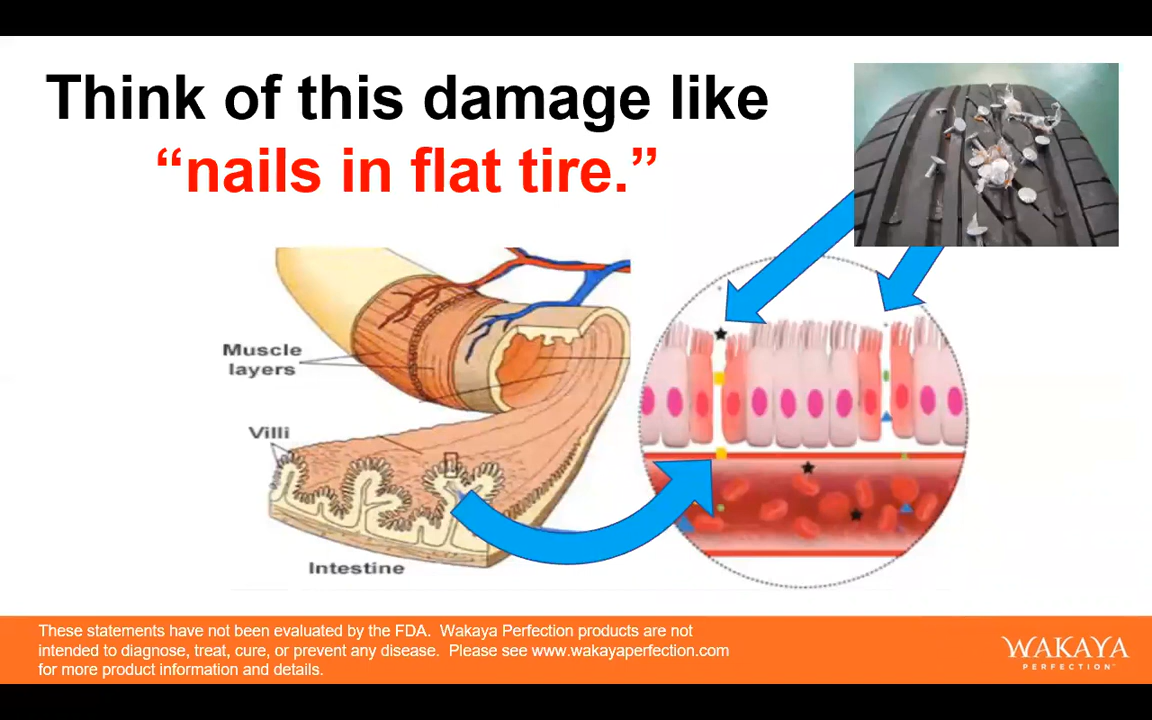 Think of this damage like
“nails in flat tire.”
Muscle
layers
Villi
Intestine
These statements have not been evaluated by the FDA.  Wakaya Perfection products are not
intended to diagnose, treat, cure, or prevent any disease.  Please see www.wakayaperfection.com
for more product information and details.
WAKAYA
PERFECTION™